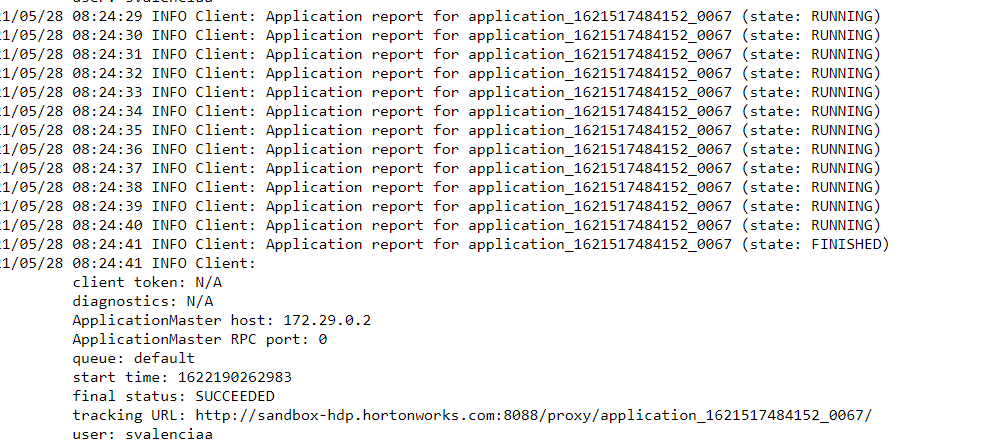 user: svalenciaa
1/05/28 08:24:29 INFO Client: Application report for application_1621517484152_0067 (state: RUNNING)
1/05/28 08:24:30 INFO Client: Application report for application_1621517484152_0067 (state: RUNNING)
1/05/28 08:24:31 INFO Client: Application report for application_1621517484152_0067 (state: RUNNING)
1/05/28 08:24:32 INFO Client: Application report for application_1621517484152_0067 (state: RUNNING)
1/05/28 08:24:33 INFO Client: Application report for application_1621517484152_0067 (state: RUNNING)
1/05/28 08:24:34 INFO Client: Application report for application_1621517484152_0067 (state: RUNNING)
1/05/28 08:24:35 INFO Client: Application report for application_1621517484152_0067 (state: RUNNING)
1/05/28 08:24:36 INFO Client: Application report for application_1621517484152_0067 (state: RUNNING)
1/05/28 08:24:37 INFO Client: Application report for application_1621517484152_0067 (state: RUNNING)
1/05/28 08:24:38 INFO Client: Application report for application_1621517484152_0067 (state: RUNNING)
1/05/28 08:24:39 INFO Client: Application report for application_1621517484152_0067 (state: RUNNING)
1/05/28 08:24:40 INFO Client: Application report for application_1621517484152_0067 (state: RUNNING)
1/05/28 08:24:41 INFO Client: Application report for application_1621517484152_0067 (state: FINISHED)
1/05/28 08:24:41 INFO Client:
client token: N/A
diagnostics: N/A
ApplicationMaster host: 172.29.0.2
ApplicationMaster RPC port: 0
queue: default
start time: 1622190262983
final status: SUCCEEDED
tracking URL: http://sandbox-hdp.hortonworks.com:8088/proxy/application_1621517484152_0067/
user: svalenciaa